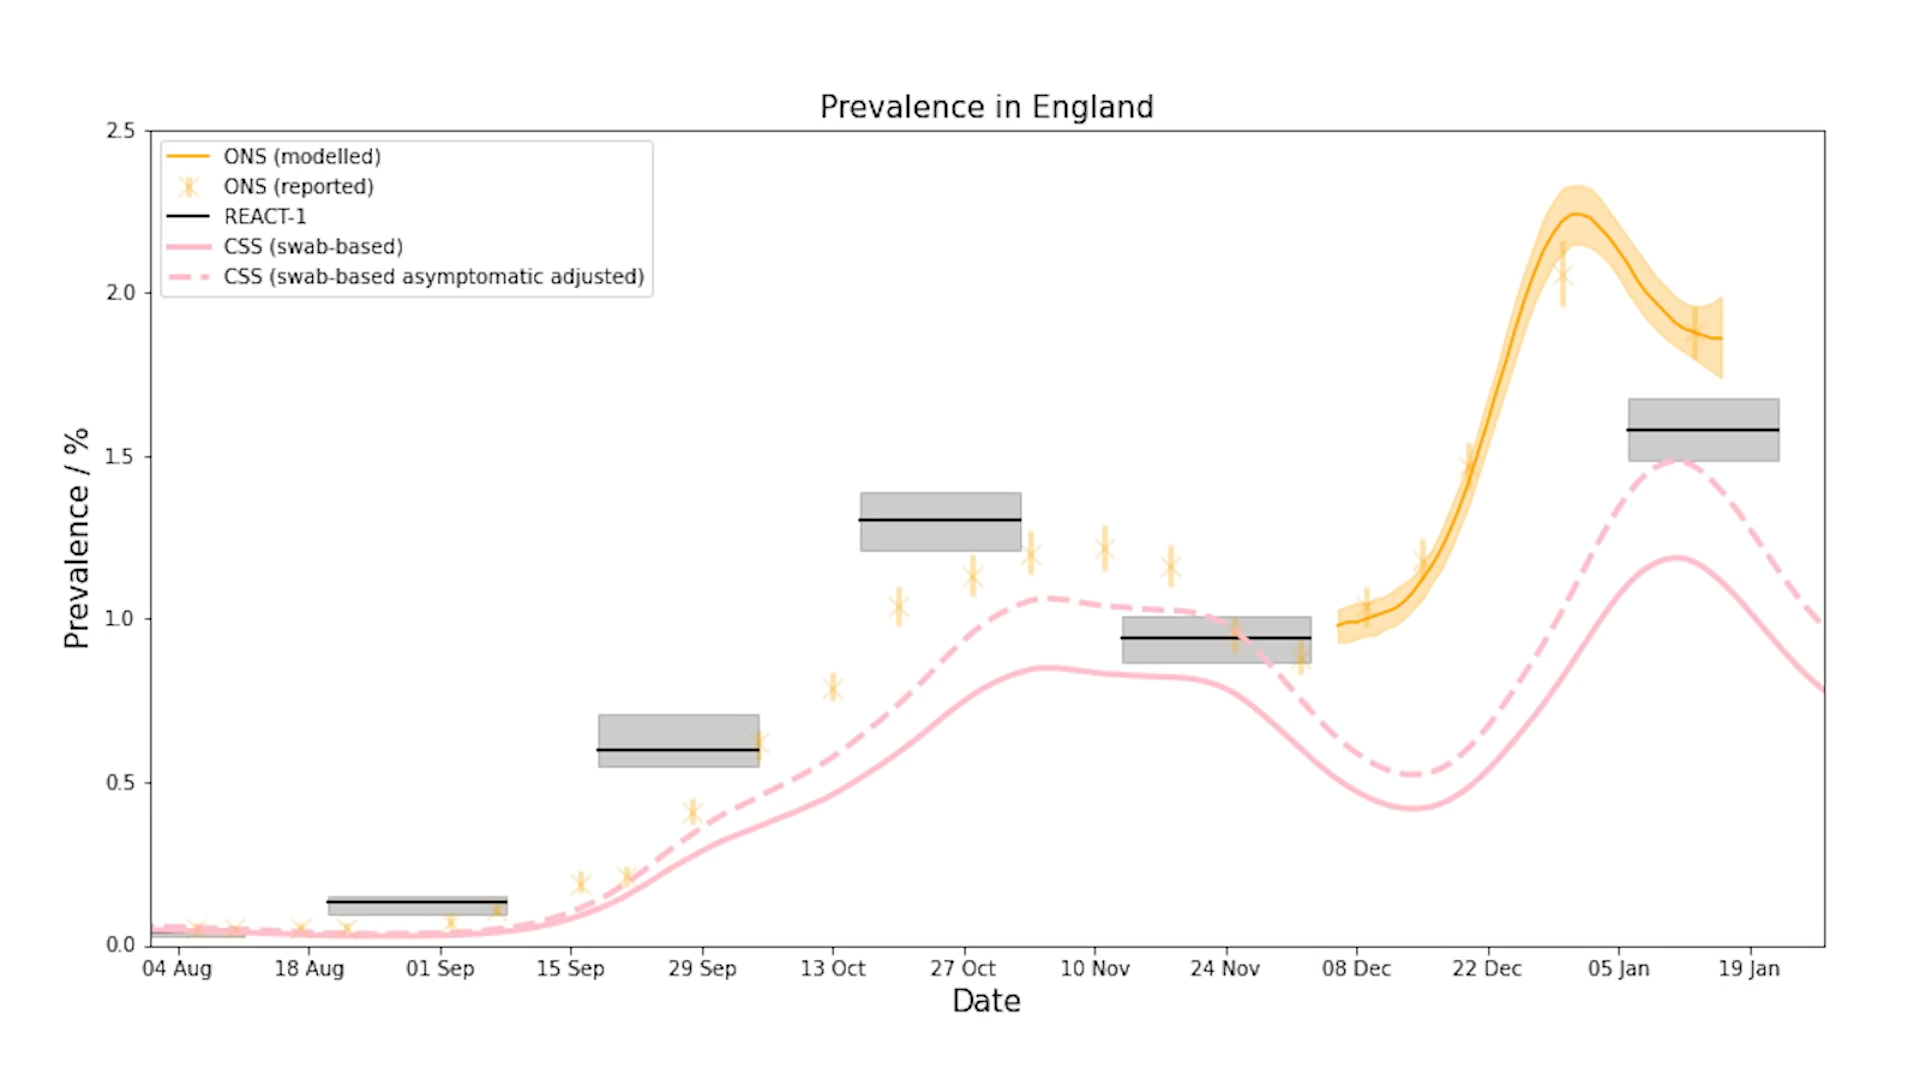 Prevalence in England
2.5
ONS (modelled)
ONS (reported)
REACT-1
CSS (swab-based)
CSS (swab-based asymptomatic adjusted)
2.0
1.5
1.0
0.5
0.0
Prevalence / %
04 Aug 18 Aug 01 Sep 15 Sep 29 Sep 13 Oct 27 Oct 10 Nov 24 Nov 08 Dec 22 Dec 05 Jan 19 Jan
Date